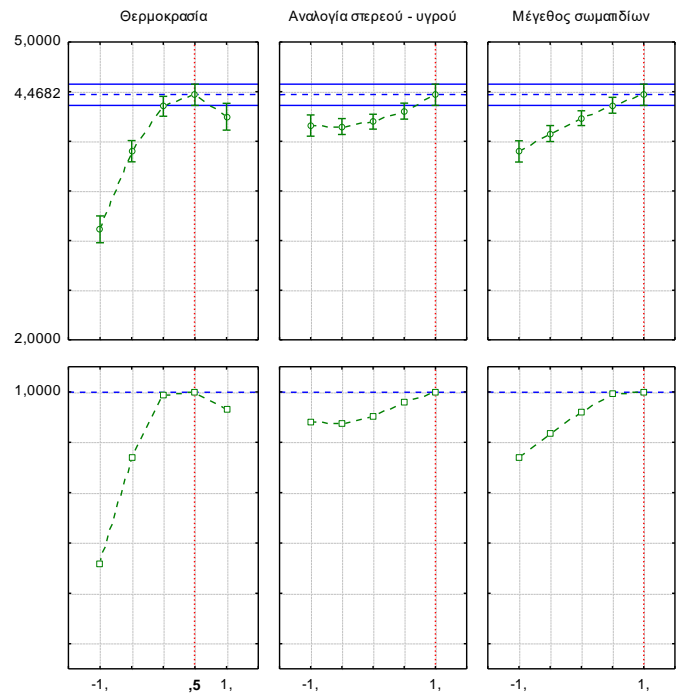 Θερμοκρασία Αναλογία στερεού - υγρού Μέγεθος σωματιδίων
5,0000
4,4682
2,0000
1,0000
-1, ,5 1, -1, 1, -1, 1,